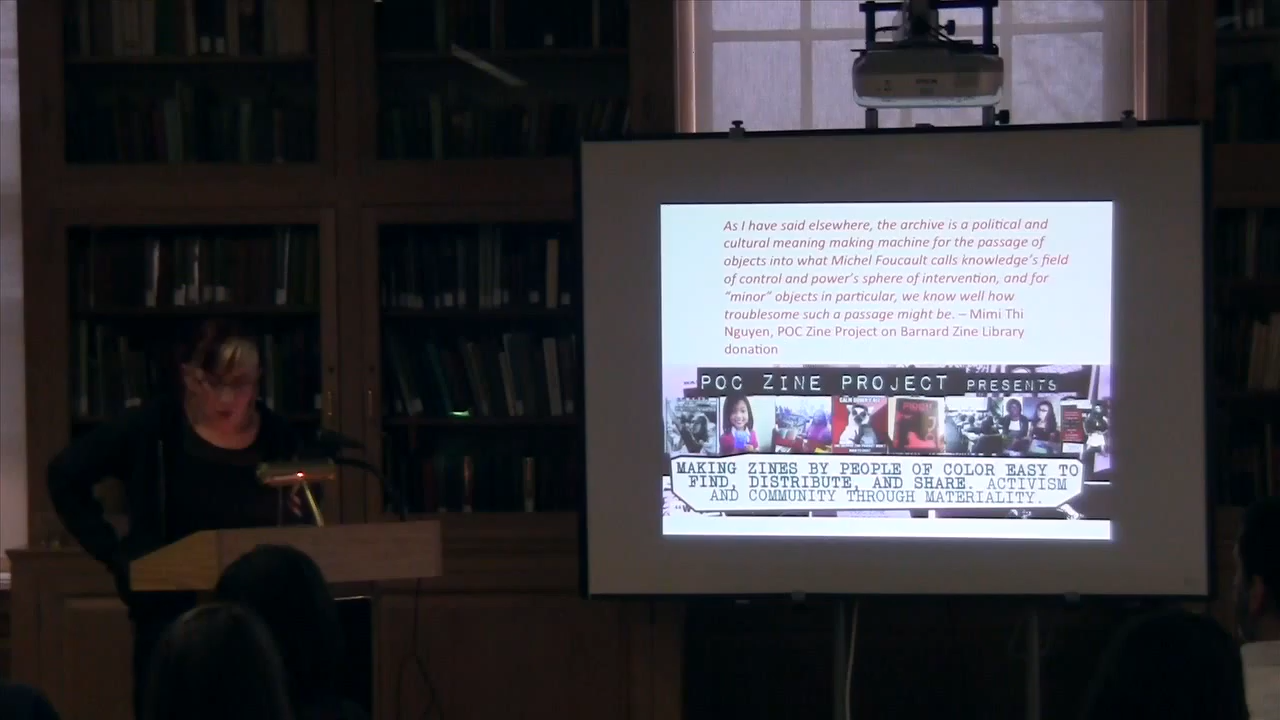 As I have said elsewhere, the archive is a political and
cultural meaning making machine for the passage of
objects into what Michel Foucault calls knowledge's field
of control and power's sphere of intervention, and for
"minor" objects in particular, we know well how
troublesome such a passage might be. – Mimi Thi
Nguyen, POC Zine Project on Barnard Zine Library
donation
POC ZINE PROJECT PRESENTS
MAKING ZINES BY PEOPLE OF COLOR EASY TO
FIND, DISTRIBUTE, AND SHARE. ACTIVISM
AND COMMUNITY THROUGH MATERIALITY.